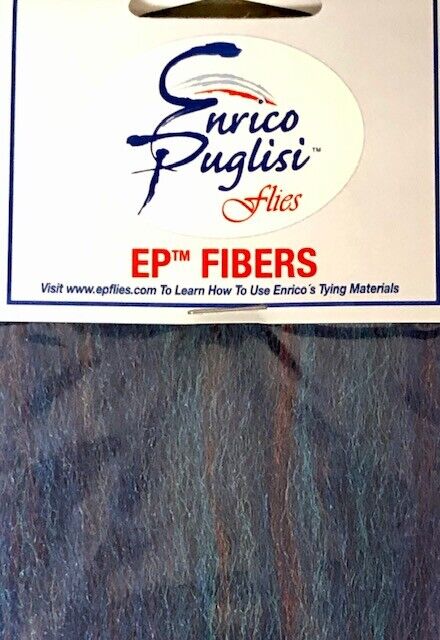 Enrico
Puglisi™
Flies
EP™ FIBERS
Visit www.epflies.com To Learn How To Use Enrico´s Tying Materials